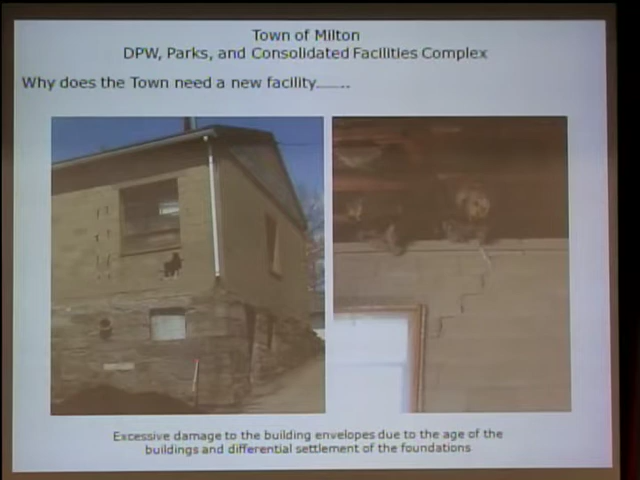 Town of Milton
DPW, Parks, and Consolidated Facilities Complex
Why does the Town need a new facility........
Excessive damage to the building envelopes due to the age of the
buildings and differential settlement of the foundations